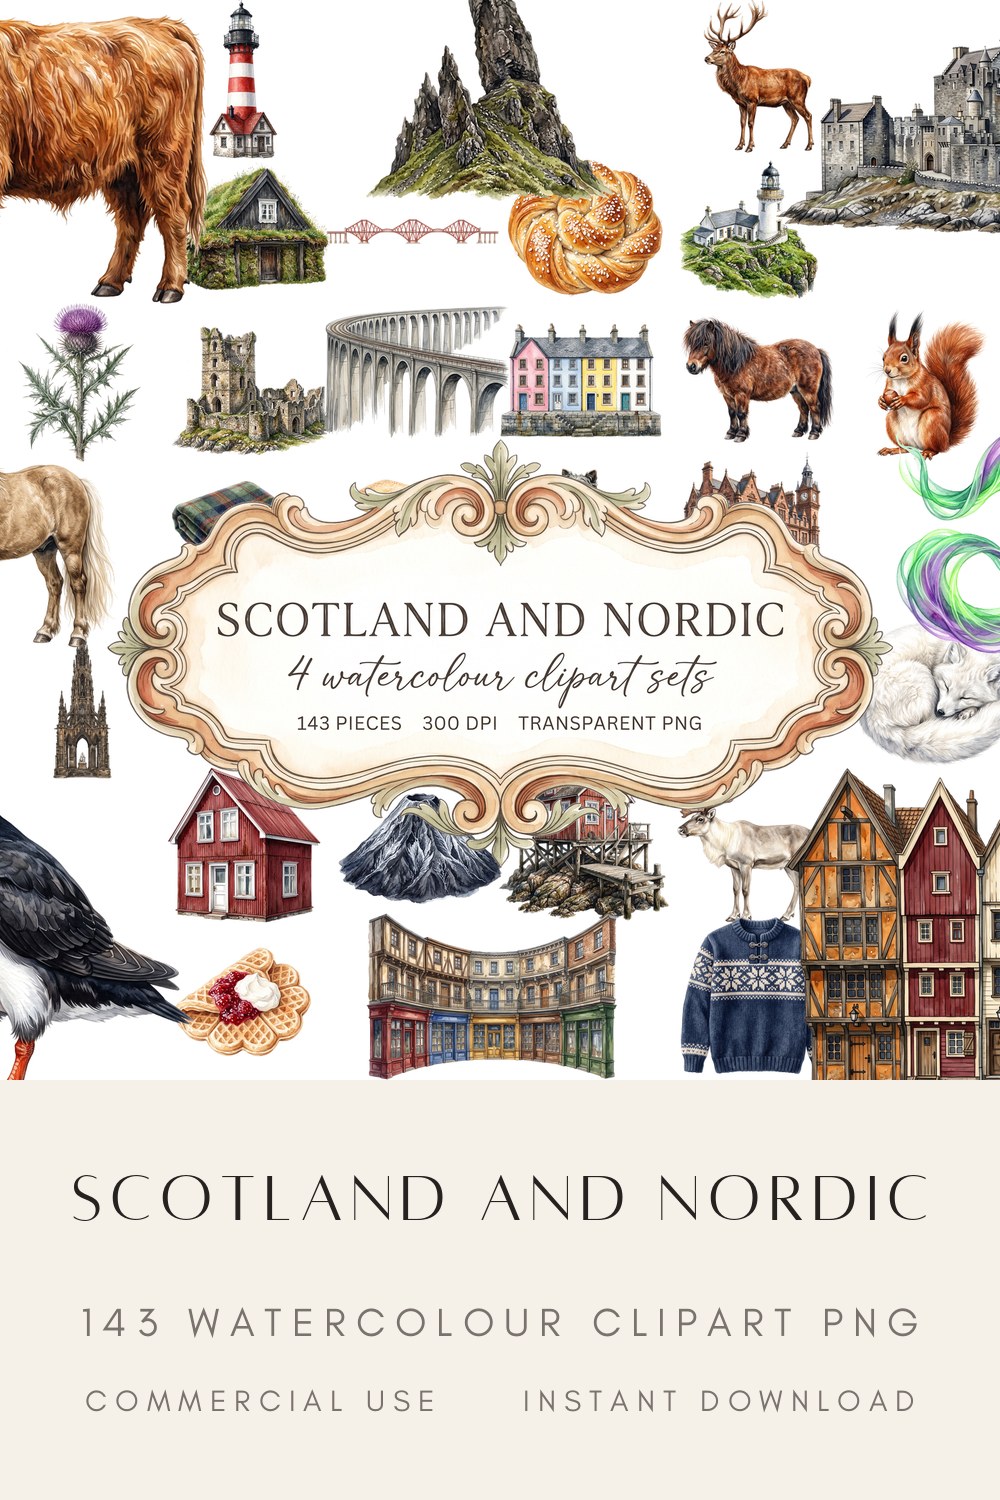 SCOTLAND AND NORDIC
4 watercolour clipart sets
143 PIECES 300 DPI TRANSPARENT PNG
SCOTLAND AND NORDIC
143 WATERCOLOUR CLIPART PNG
COMMERCIAL USE INSTANT DOWNLOAD